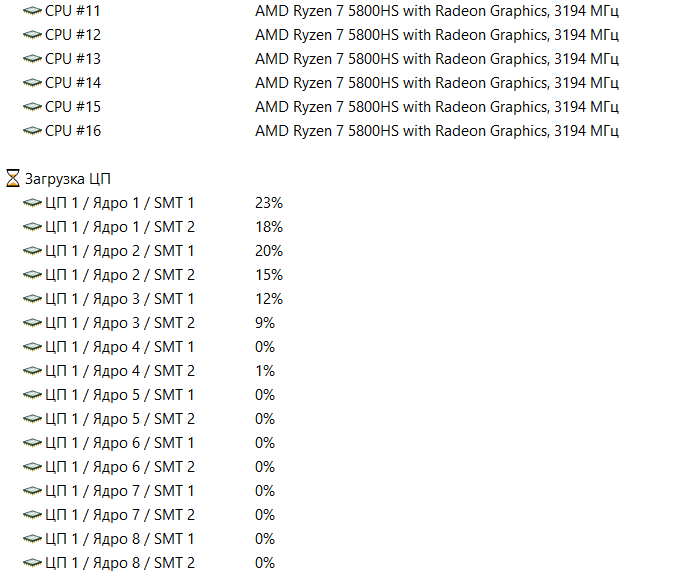 CPU #11 AMD Ryzen 7 5800HS with Radeon Graphics, 3194 МГц
CPU #12 AMD Ryzen 7 5800HS with Radeon Graphics, 3194 МГц
CPU #13 AMD Ryzen 7 5800HS with Radeon Graphics, 3194 МГц
CPU #14 AMD Ryzen 7 5800HS with Radeon Graphics, 3194 МГц
CPU #15 AMD Ryzen 7 5800HS with Radeon Graphics, 3194 МГц
CPU #16 AMD Ryzen 7 5800HS with Radeon Graphics, 3194 МГц
Загрузка ЦП
ЦП 1 / Ядро 1 / SMT 1 23%
ЦП 1 / Ядро 1 / SMT 2 18%
ЦП 1 / Ядро 2 / SMT 1 20%
ЦП 1 / Ядро 2 / SMT 2 15%
ЦП 1 / Ядро 3 / SMT 1 12%
ЦП 1 / Ядро 3 / SMT 2 9%
ЦП 1 / Ядро 4 / SMT 1 0%
ЦП 1 / Ядро 4 / SMT 2 1%
ЦП 1 / Ядро 5 / SMT 1 0%
ЦП 1 / Ядро 5 / SMT 2 0%
ЦП 1 / Ядро 6 / SMT 1 0%
ЦП 1 / Ядро 6 / SMT 2 0%
ЦП 1 / Ядро 7 / SMT 1 0%
ЦП 1 / Ядро 7 / SMT 2 0%
ЦП 1 / Ядро 8 / SMT 1 0%
ЦП 1 / Ядро 8 / SMT 2 0%